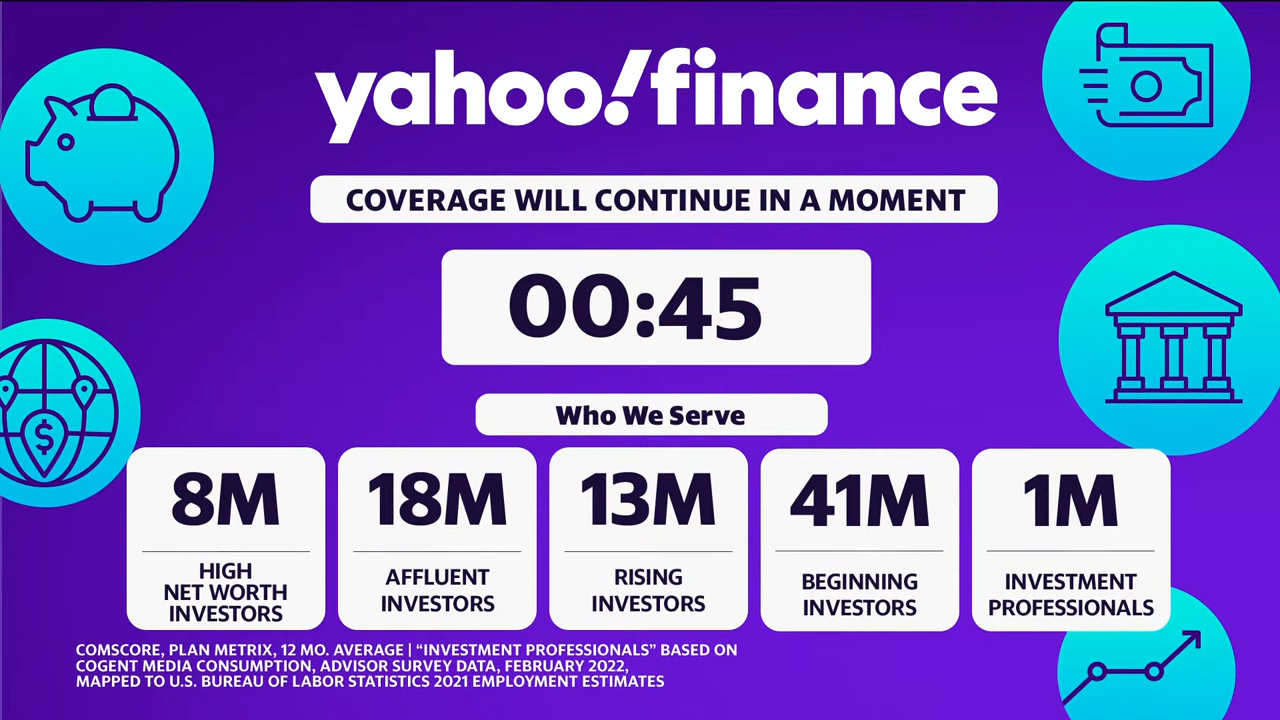 yahoo!finance
COVERAGE WILL CONTINUE IN A MOMENT
00:45
Who We Serve
8M
HIGH
NET WORTH
INVESTORS
18M
AFFLUENT
INVESTORS
13M
RISING
INVESTORS
41M
BEGINNING
INVESTORS
1M
INVESTMENT
PROFESSIONALS
COMSCORE, PLAN METRIX, 12 MO. AVERAGE | “INVESTMENT PROFESSIONALS” BASED ON
COGENT MEDIA CONSUMPTION, ADVISOR SURVEY DATA, FEBRUARY 2022,
MAPPED TO U.S. BUREAU OF LABOR STATISTICS 2021 EMPLOYMENT ESTIMATES
$